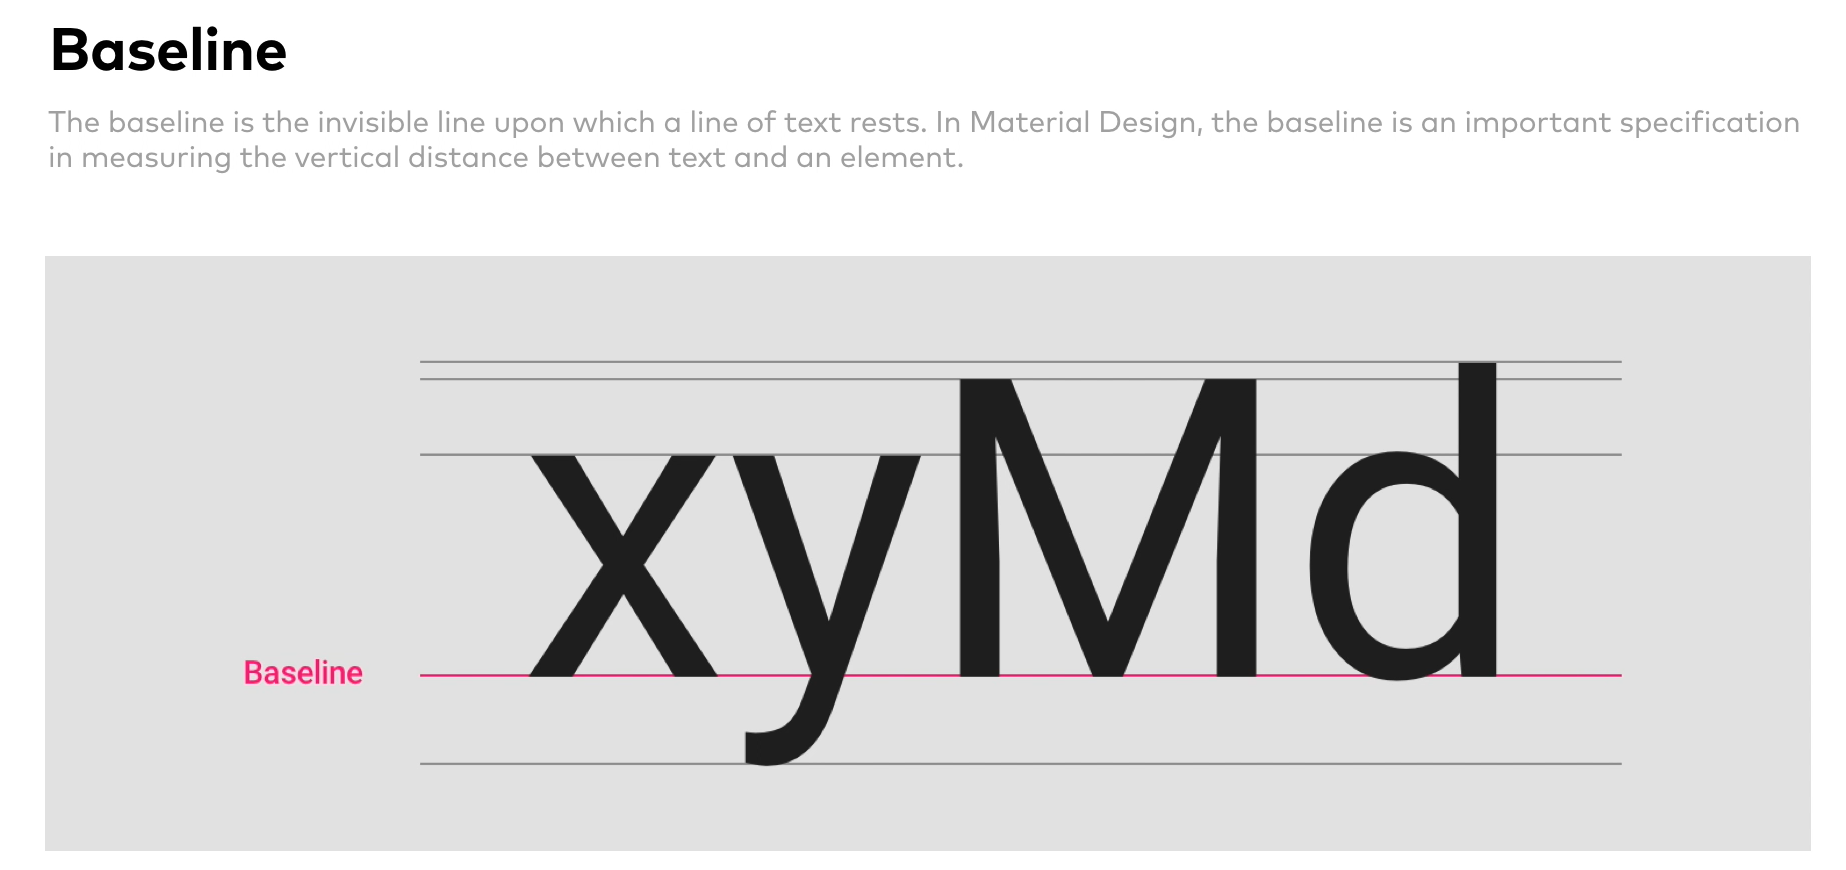 Baseline
The baseline is the invisible line upon which a line of text rests. In Material Design, the baseline is an important specification
in measuring the vertical distance between text and an element.
xyMd
Baseline